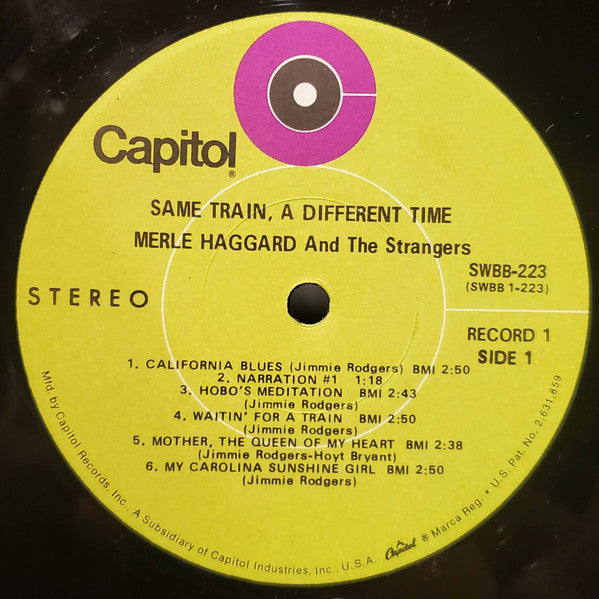 Capitol®
SAME TRAIN, A DIFFERENT TIME
MERLE HAGGARD And The Strangers
SWBB-223
(SWBB 1-223)
STEREO
RECORD 1
SIDE 1
1. CALIFORNIA BLUES (Jimmie Rodgers) BMI 2:50
2. NARRATION #1 1:18
3. HOBO'S MEDITATION BMI 2:43
(Jimmie Rodgers)
4. WAITIN' FOR A TRAIN BMI 2:50
(Jimmie Rodgers)
5. MOTHER, THE QUEEN OF MY HEART BMI 2:38
(Jimmie Rodgers-Hoyt Bryant)
6. MY CAROLINA SUNSHINE GIRL BMI 2:50
(Jimmie Rodgers)
Mfd. by Capitol Records, Inc., A Subsidiary of Capitol Industries, Inc., U.S.A. Capitol ® Marca Reg. • U.S. Pat. No. 2,631,859